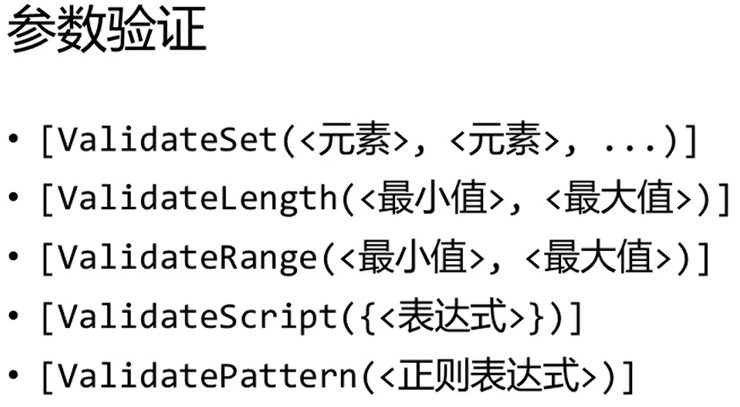 参数验证
• [ValidateSet(<元素>, <元素>, ...)]
• [ValidateLength(<最小值>, <最大值>)]
• [ValidateRange(<最小值>, <最大值>)]
• [ValidateScript({<表达式>})]
• [ValidatePattern(<正则表达式>)]